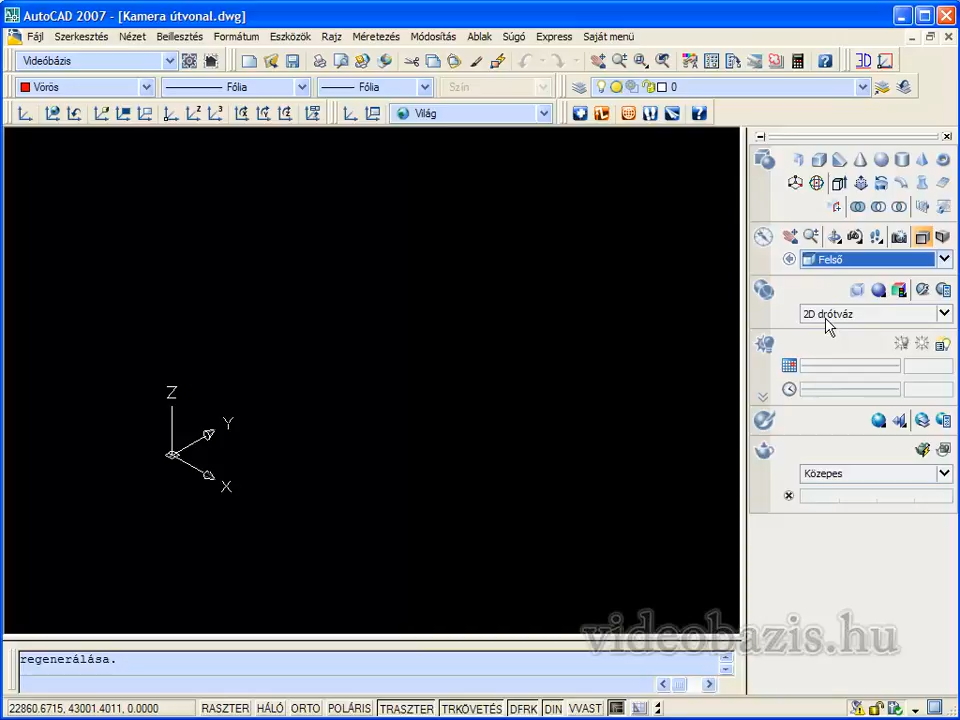 AutoCAD 2007 - [Kamera útvonal.dwg]
Fájl Szerkesztés Nézet Beillesztés Formátum Eszközök Rajz Méretezés Módosítás Ablak Súgó Express Saját menü
Videóbázis
3D
Vörös Fólia Fólia Szín 0
Világ
Felső
2D drótváz
Z
Y
X
Közepes
videobazis.hu
regenerálása.
22860.6715, 43001.4011, 0.0000 RASZTER HÁLÓ ORTO POLÁRIS TRASZTER TRKÖVETÉS DFRK DIN VVAST